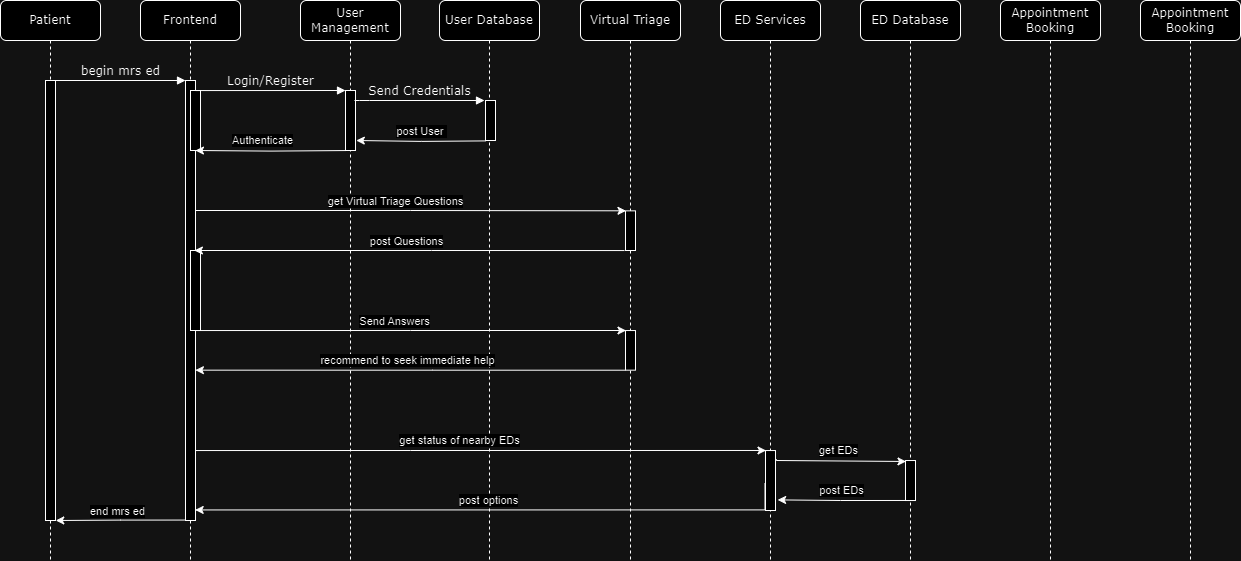 Patient
Frontend
User
Management
User Database
Virtual Triage
ED Services
ED Database
Appointment
Booking
Appointment
Booking
begin mrs ed
Login/Register
Send Credentials
post User
Authenticate
get Virtual Triage Questions
post Questions
Send Answers
recommend to seek immediate help
get status of nearby EDs
get EDs
post EDs
post options
end mrs ed